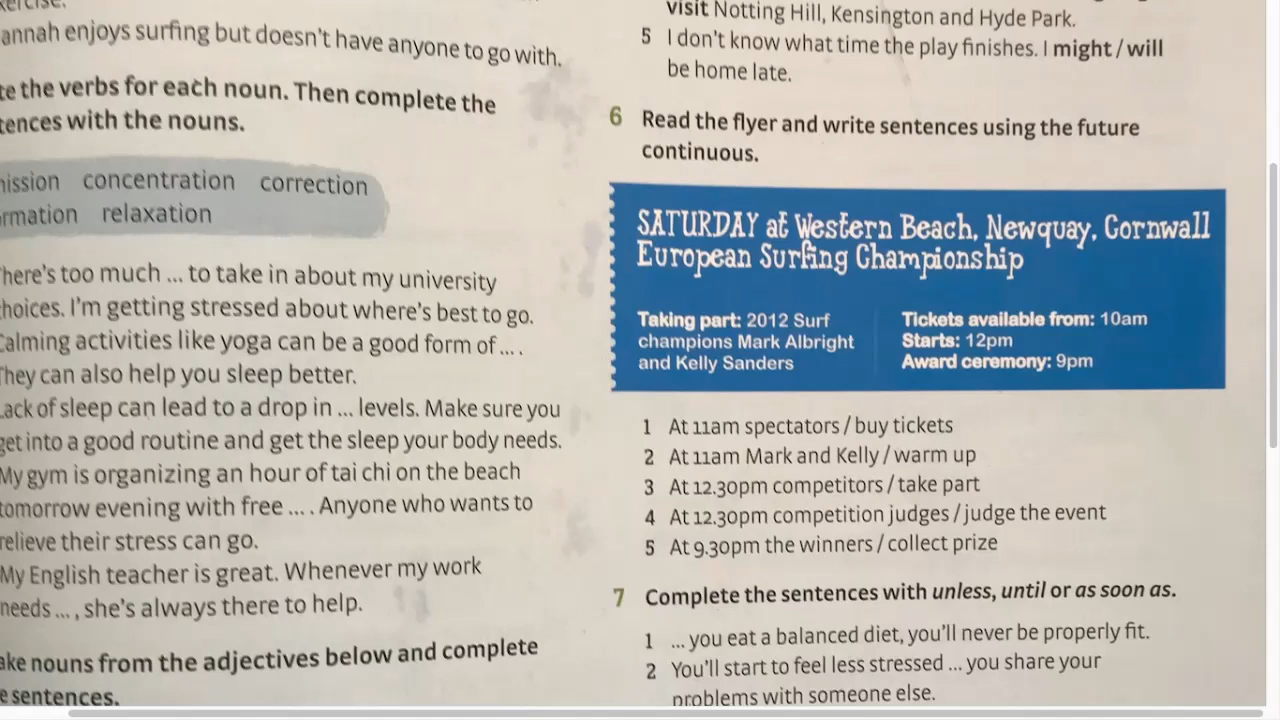 annah enjoys surfing but doesn't have anyone to go with.
te the verbs for each noun. Then complete the
tences with the nouns.
nission concentration correction
rmation relaxation
here's too much ... to take in about my university
hoices. I'm getting stressed about where's best to go.
Calming activities like yoga can be a good form of ... .
They can also help you sleep better.
Lack of sleep can lead to a drop in ... levels. Make sure you
get into a good routine and get the sleep your body needs.
My gym is organizing an hour of tai chi on the beach
tomorrow evening with free ... . Anyone who wants to
relieve their stress can go.
My English teacher is great. Whenever my work
needs ... , she's always there to help.
ake nouns from the adjectives below and complete
e sentences.
visit Notting Hill, Kensington and Hyde Park.
5 I don't know what time the play finishes. I might / will
be home late.
6 Read the flyer and write sentences using the future
continuous.
SATURDAY at Western Beach, Newquay, Cornwall
European Surfing Championship
Taking part: 2012 Surf
champions Mark Albright
and Kelly Sanders
Tickets available from: 10am
Starts: 12pm
Award ceremony: 9pm
1 At 11am spectators / buy tickets
2 At 11am Mark and Kelly / warm up
3 At 12.30pm competitors / take part
4 At 12.30pm competition judges / judge the event
5 At 9.30pm the winners / collect prize
7 Complete the sentences with unless, until or as soon as.
1 ... you eat a balanced diet, you'll never be properly fit.
2 You'll start to feel less stressed ... you share your
problems with someone else.